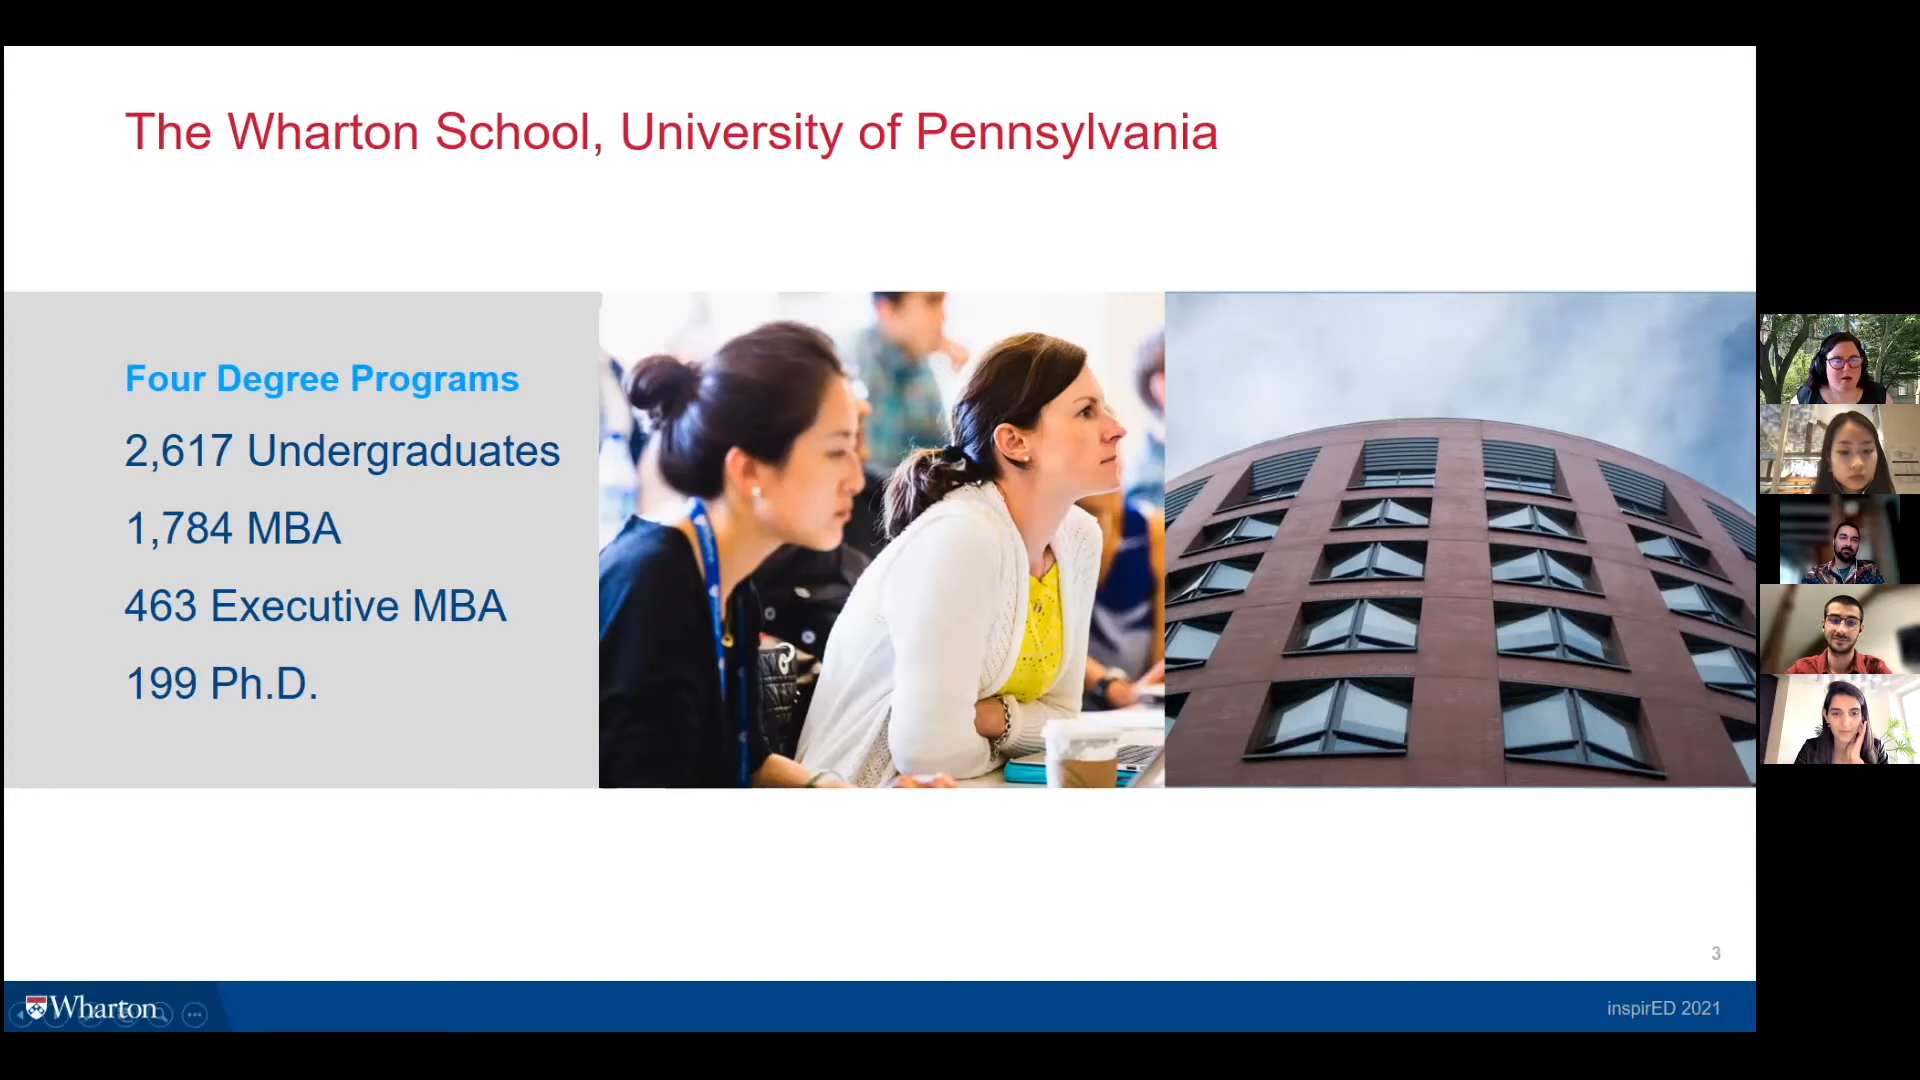 The Wharton School, University of Pennsylvania
Four Degree Programs
2,617 Undergraduates
1,784 MBA
463 Executive MBA
199 Ph.D.
3
Wharton
inspirED 2021